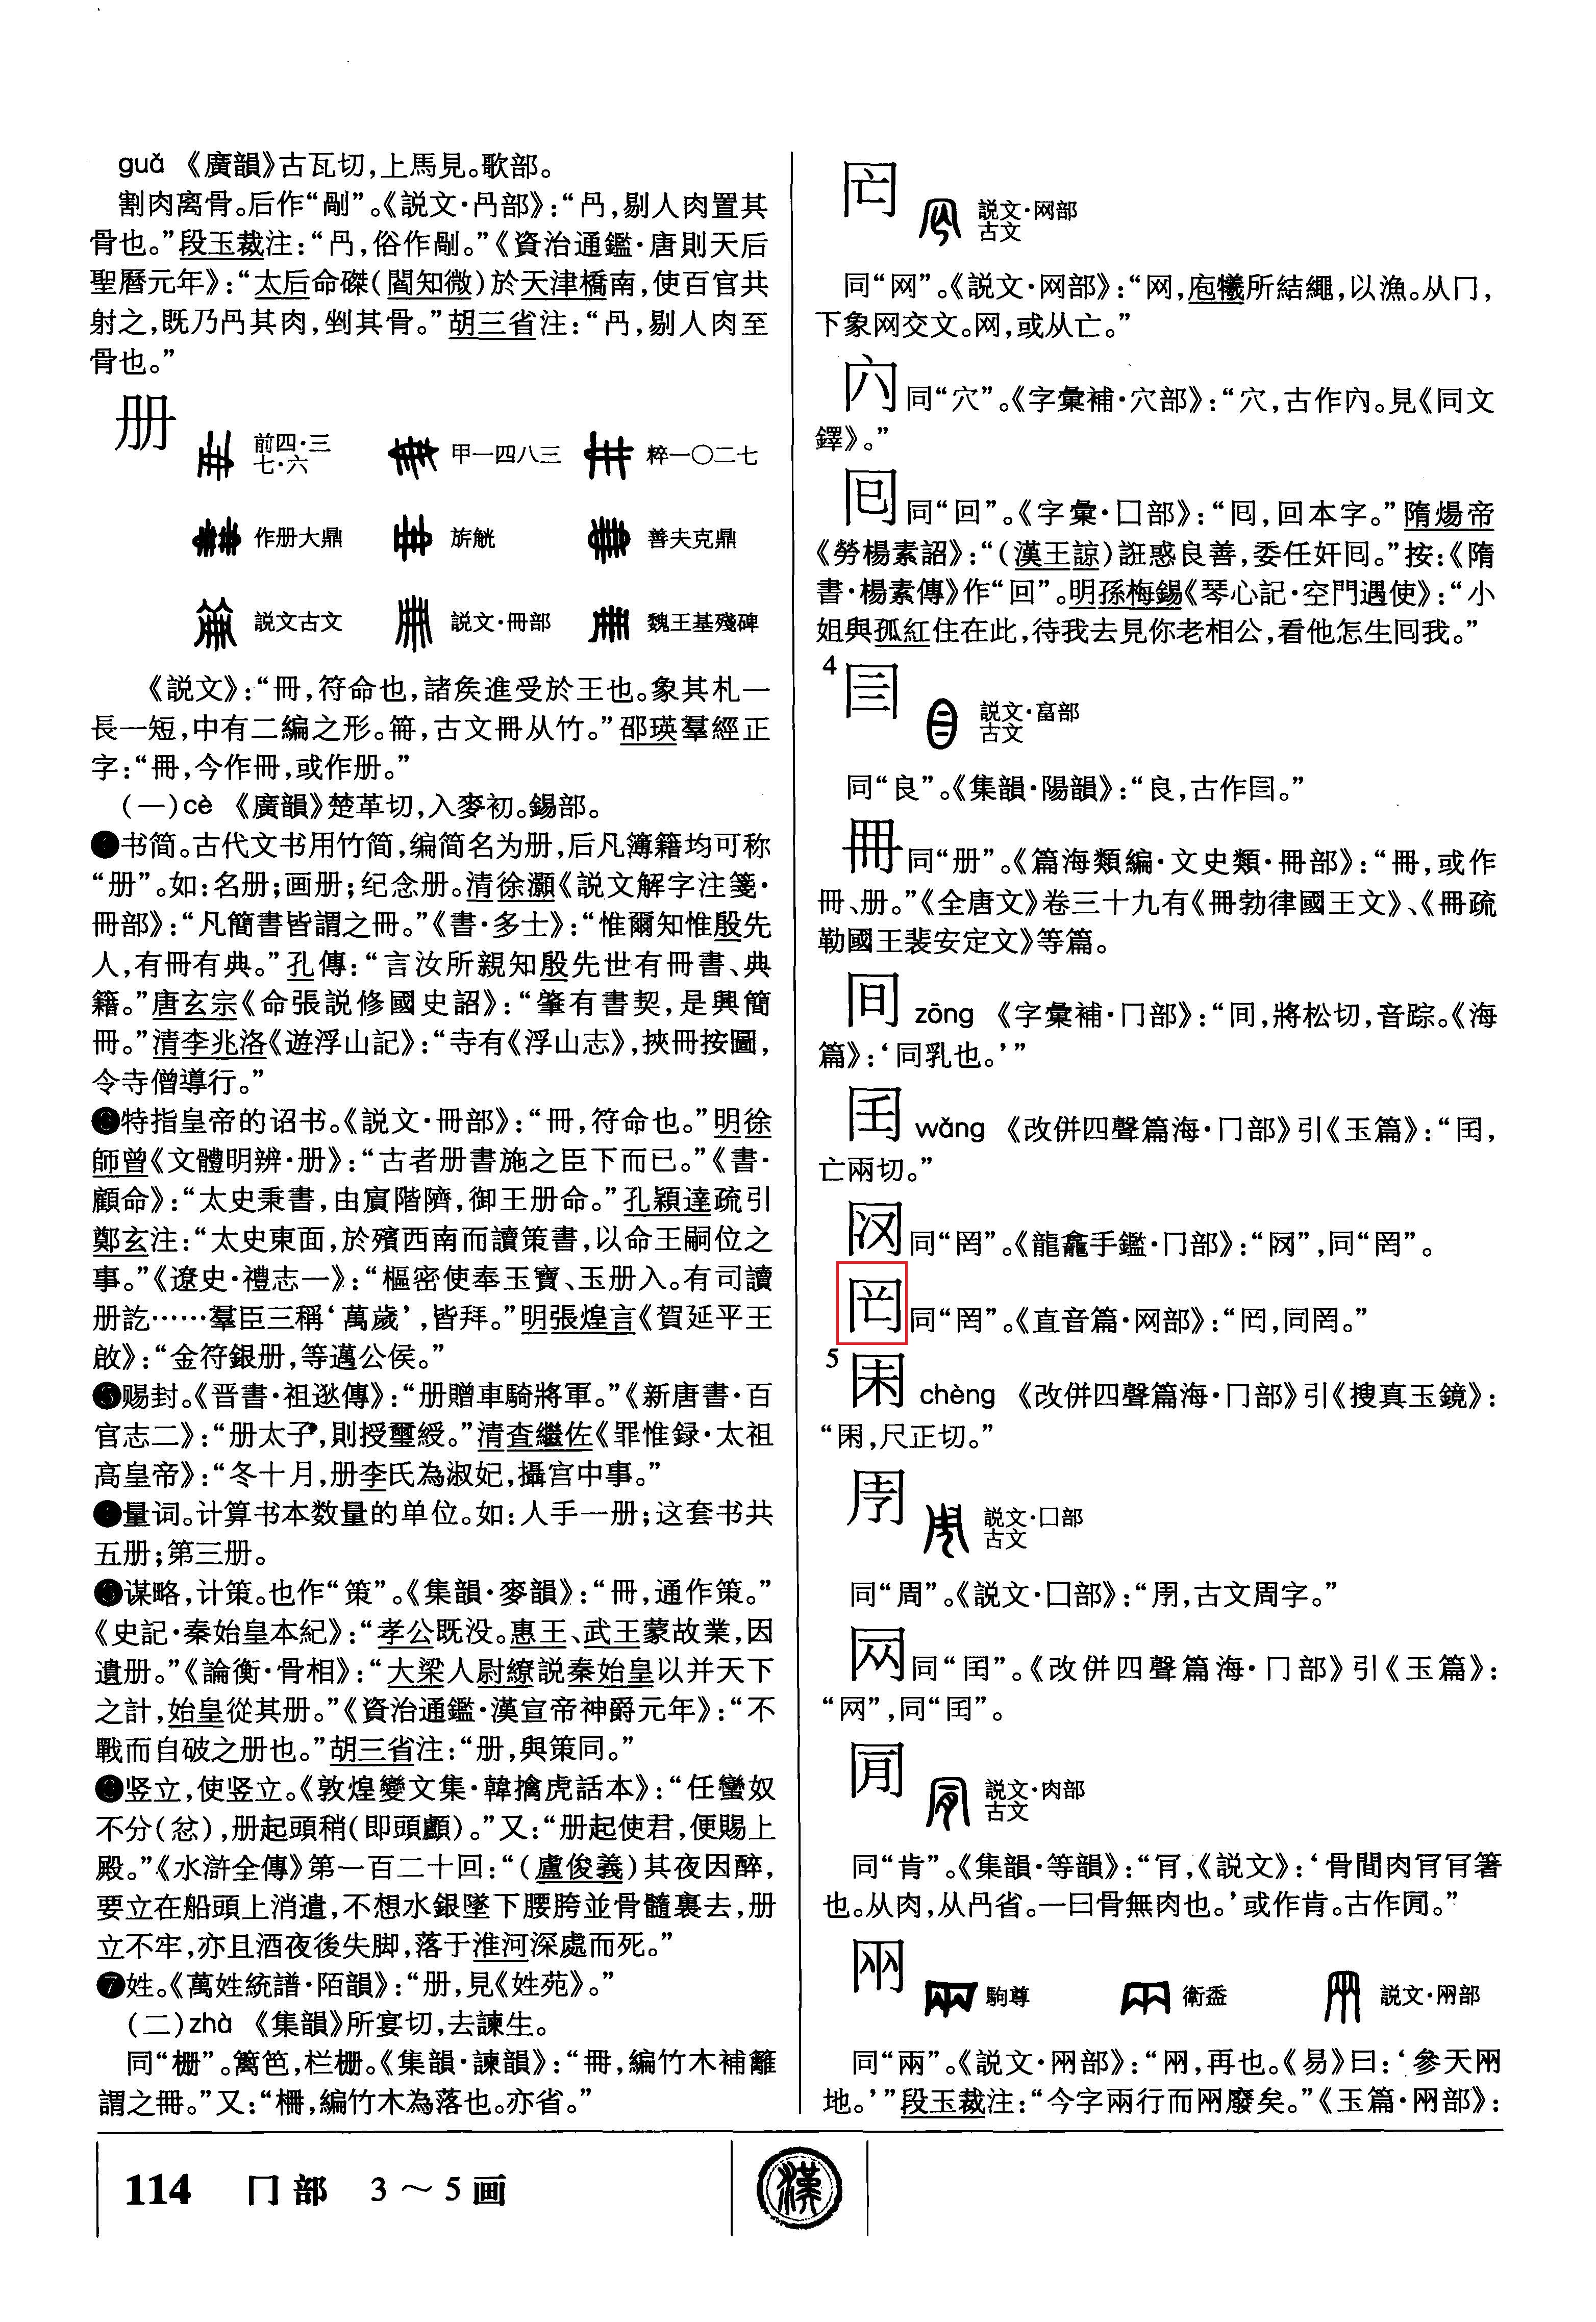 guǎ 《廣韻》古瓦切,上馬見。歌部。
割肉离骨。后作“剮”。《説文·冎部》:“冎,剔人肉置其
骨也。”段玉裁注:“冎,俗作剮。”《資治通鑑·唐則天后
聖曆元年》:“太后命磔(閻知微)於天津橋南,使百官共
射之,既乃冎其肉,剉其骨。”胡三省注:“冎,剔人肉至
骨也。”
册
前四·三七·六 甲一四八三 粹一〇二七
作册大鼎 旂觥 善夫克鼎
説文古文 説文·冊部 魏王基殘碑
《説文》:“冊,符命也,諸矦進受於王也。象其札一
長一短,中有二編之形。笧,古文冊从竹。”邵瑛羣經正
字:“冊,今作冊,或作册。”
(一)cè 《廣韻》楚革切,入麥初。錫部。
❶书简。古代文书用竹简,编简名为册,后凡簿籍均可称
“册”。如:名册;画册;纪念册。清徐灝《説文解字注箋·
冊部》:“凡簡書皆謂之冊。”《書·多士》:“惟爾知惟殷先
人,有冊有典。”孔傳:“言汝所親知殷先世有冊書、典
籍。”唐玄宗《命張説修國史詔》:“肇有書契,是興簡
冊。”清李兆洛《遊浮山記》:“寺有《浮山志》,挾冊按圖,
令寺僧導行。”
❷特指皇帝的诏书。《説文·冊部》:“冊,符命也。”明徐
師曾《文體明辨·册》:“古者册書施之臣下而已。”《書·
顧命》:“太史秉書,由賓階隮,御王册命。”孔穎達疏引
鄭玄注:“太史東面,於殯西南而讀策書,以命王嗣位之
事。”《遼史·禮志一》:“樞密使奉玉寶、玉册入。有司讀
册訖……羣臣三稱‘萬歲’,皆拜。”明張煌言《賀延平王
啟》:“金符銀册,等邁公侯。”
❸赐封。《晋書·祖逖傳》:“册贈車騎將軍。”《新唐書·百
官志二》:“册太子,則授璽綬。”清查繼佐《罪惟録·太祖
高皇帝》:“冬十月,册李氏為淑妃,攝宫中事。”
❹量词。计算书本数量的单位。如:人手一册;这套书共
五册;第三册。
❺谋略,计策。也作“策”。《集韻·麥韻》:“冊,通作策。”
《史記·秦始皇本紀》:“孝公既没。惠王、武王蒙故業,因
遺册。”《論衡·骨相》:“大梁人尉繚説秦始皇以并天下
之計,始皇從其册。”《資治通鑑·漢宣帝神爵元年》:“不
戰而自破之册也。”胡三省注:“册,與策同。”
❻竖立,使竖立。《敦煌變文集·韓擒虎話本》:“任蠻奴
不分(忿),册起頭稍(即頭顱)。”又:“册起使君,便賜上
殿。”《水滸全傳》第一百二十回:“(盧俊義)其夜因醉,
要立在船頭上消遣,不想水銀墜下腰胯並骨髓裏去,册
立不牢,亦且酒夜後失脚,落于淮河深處而死。”
❼姓。《萬姓統譜·陌韻》:“册,見《姓苑》。”
(二)zhà 《集韻》所宴切,去諫生。
同“栅”。篱笆,栏栅。《集韻·諫韻》:“冊,編竹木補籬
謂之冊。”又:“柵,編竹木為落也。亦省。”
𦉪
説文·网部古文
同“网”。《説文·网部》:“网,庖犧所結繩,以漁。从冂,
下象网交文。网,或从亡。”
同“穴”。《字彙補·穴部》:“穴,古作內。見《同文
鐸》。”
囘同“回”。《字彙·囗部》:“囘,回本字。”隋煬帝
《勞楊素詔》:“(漢王諒)誑惑良善,委任奸囘。”按:《隋
書·楊素傳》作“回”。明孫梅錫《琴心記·空門遇使》:“小
姐與孤紅住在此,待我去見你老相公,看他怎生囘我。”
4
説文·畗部古文
同“良”。《集韻·陽韻》:“良,古作。”
冊同“册”。《篇海類編·文史類·冊部》:“冊,或作
冊、册。”《全唐文》卷三十九有《冊勃律國王文》、《冊疏
勒國王裴安定文》等篇。
zōng 《字彙補·冂部》:“,將松切,音踪。《海
篇》:‘同乳也。’”
wǎng 《改併四聲篇海·冂部》引《玉篇》:“,
亡兩切。”
同“罔”。《龍龕手鑑·冂部》:“”,同“罔”。
同“罔”。《直音篇·网部》:“,同罔。”
5
chèng 《改併四聲篇海·冂部》引《搜真玉鏡》:
“,尺正切。”
説文·囗部古文
同“周”。《説文·囗部》:“,古文周字。”
同“”。《改併四聲篇海·冂部》引《玉篇》:
“”,同“”。
説文·肉部古文
同“肯”。《集韻·等韻》:“肎,《説文》:‘骨間肉肎肎箸
也。从肉,从冎省。一曰骨無肉也。’或作肯。古作。”
㒳
駒尊 衛盉 説文·㒳部
同“兩”。《説文·㒳部》:“㒳,再也。《易》曰:‘參天㒳
地。’”段玉裁注:“今字兩行而㒳廢矣。”《玉篇·㒳部》:
114 冂部 3～5画
漢